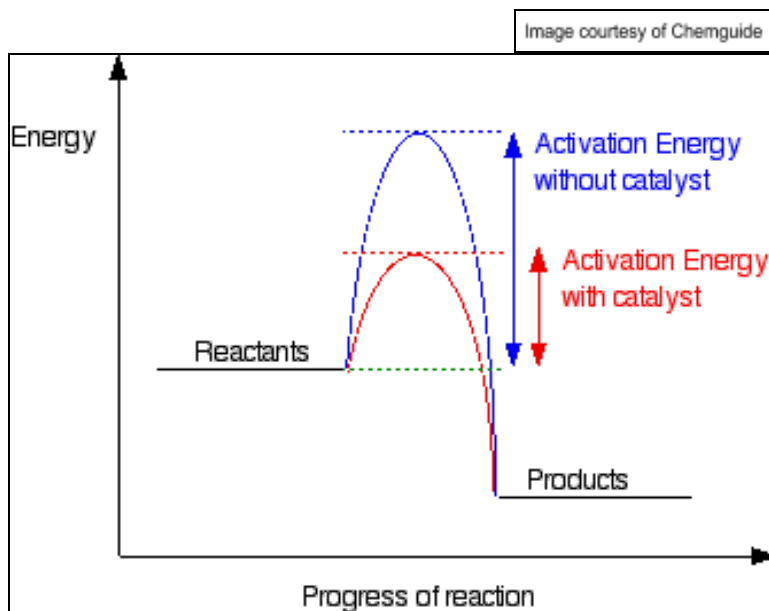 Image courtesy of Chemguide
Energy
Activation Energy
without catalyst
Activation Energy
with catalyst
Reactants
Products
Progress of reaction